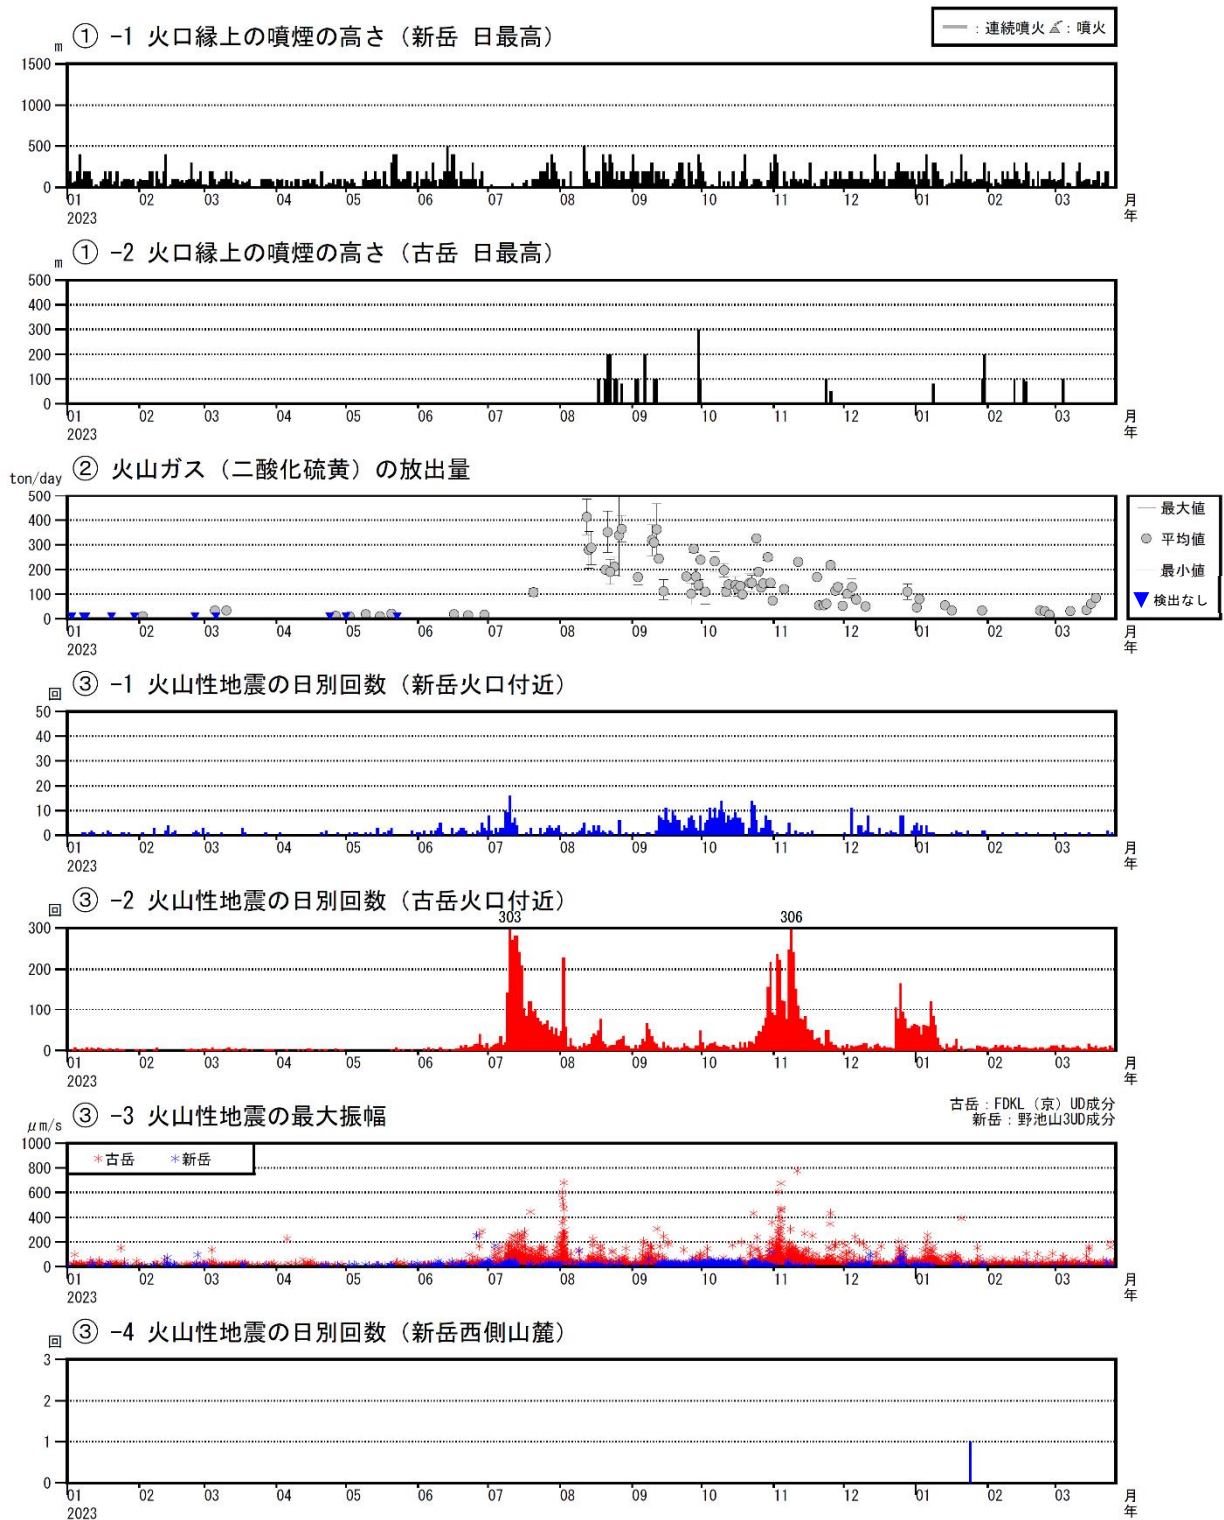 ① -1 火口縁上の噴煙の高さ（新岳 日最高）
：連続噴火 ：噴火
m
1500
1000
500
0
01 02 03 04 05 06 07 08 09 10 11 12 01 02 03 月
2023 年
① -2 火口縁上の噴煙の高さ（古岳 日最高）
m
500
400
300
200
100
0
01 02 03 04 05 06 07 08 09 10 11 12 01 02 03 月
2023 年
② 火山ガス（二酸化硫黄）の放出量
ton/day
500
400
300
200
100
0
最大値
平均値
最小値
検出なし
01 02 03 04 05 06 07 08 09 10 11 12 01 02 03 月
2023 年
③ -1 火山性地震の日別回数（新岳火口付近）
回
50
40
30
20
10
0
01 02 03 04 05 06 07 08 09 10 11 12 01 02 03 月
2023 年
③ -2 火山性地震の日別回数（古岳火口付近）
回
303 306
300
200
100
0
01 02 03 04 05 06 07 08 09 10 11 12 01 02 03 月
2023 年
③ -3 火山性地震の最大振幅
古岳：FDKL（京）UD成分
新岳：野池山3UD成分
μm/s
1000
800
600
400
200
0
古岳 新岳
01 02 03 04 05 06 07 08 09 10 11 12 01 02 03 月
2023 年
③ -4 火山性地震の日別回数（新岳西側山麓）
回
3
2
1
0
01 02 03 04 05 06 07 08 09 10 11 12 01 02 03 月
2023 年